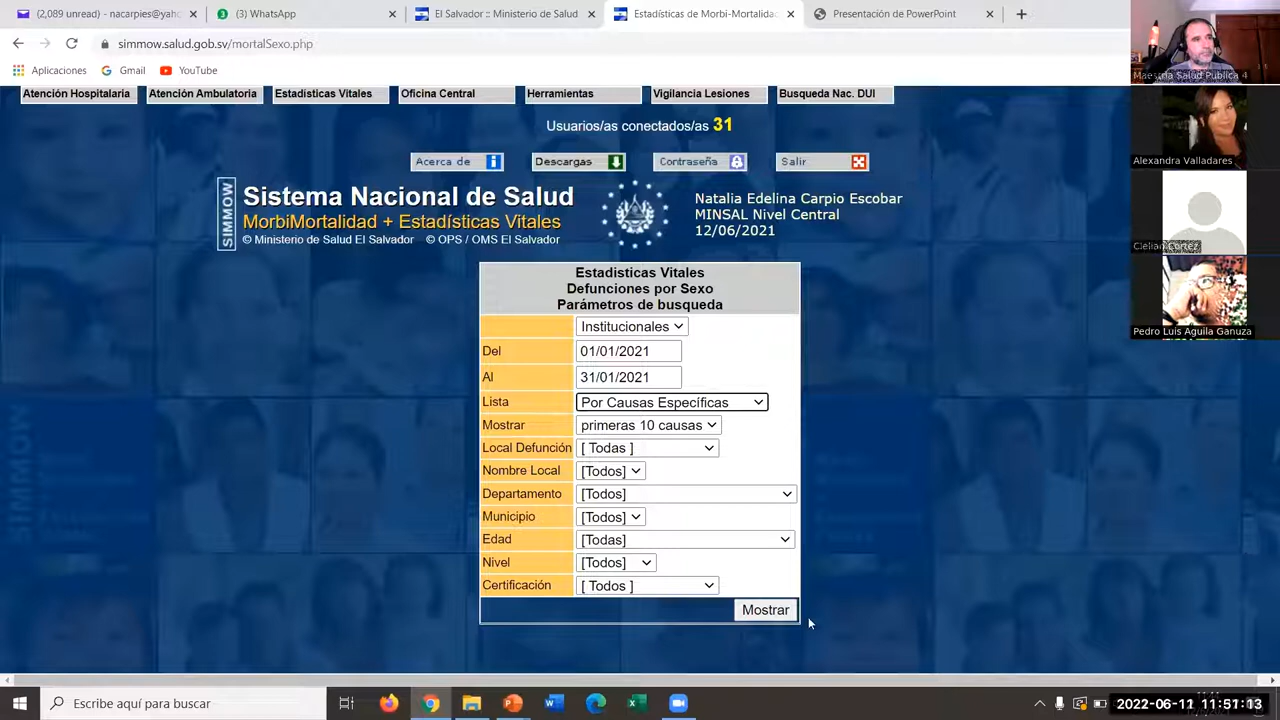 (2,089 unread) - nacarpies@yaho
(3) WhatsApp
El Salvador :: Ministerio de Salud
Estadísticas de Morbi-Mortalidad
Presentación de PowerPoint
simmow.salud.gob.sv/mortalSexo.php
Aplicaciones
Gmail
YouTube
Atención Hospitalaria
Atención Ambulatoria
Estadísticas Vitales
Oficina Central
Herramientas
Vigilancia Lesiones
Busqueda Nac. DUI
Usuarios/as conectados/as 31
Acerca de
Descargas
Contraseña
Salir
SIMMOW
Sistema Nacional de Salud
MorbiMortalidad + Estadísticas Vitales
© Ministerio de Salud El Salvador © OPS / OMS El Salvador
Natalia Edelina Carpio Escobar
MINSAL Nivel Central
12/06/2021
Estadisticas Vitales
Defunciones por Sexo
Parámetros de busqueda
Institucionales
Del 01/01/2021
Al 31/01/2021
Lista Por Causas Específicas
Mostrar primeras 10 causas
Local Defunción [ Todas ]
Nombre Local [Todos]
Departamento [Todos]
Municipio [Todos]
Edad [Todas]
Nivel [Todos]
Certificación [ Todos ]
Mostrar
Maestria Salud Publica 4
Alexandra Valladares
Clelian Cortez
Pedro Luis Aguila Ganuza
Escribe aquí para buscar
2022-06-11 11:51:13